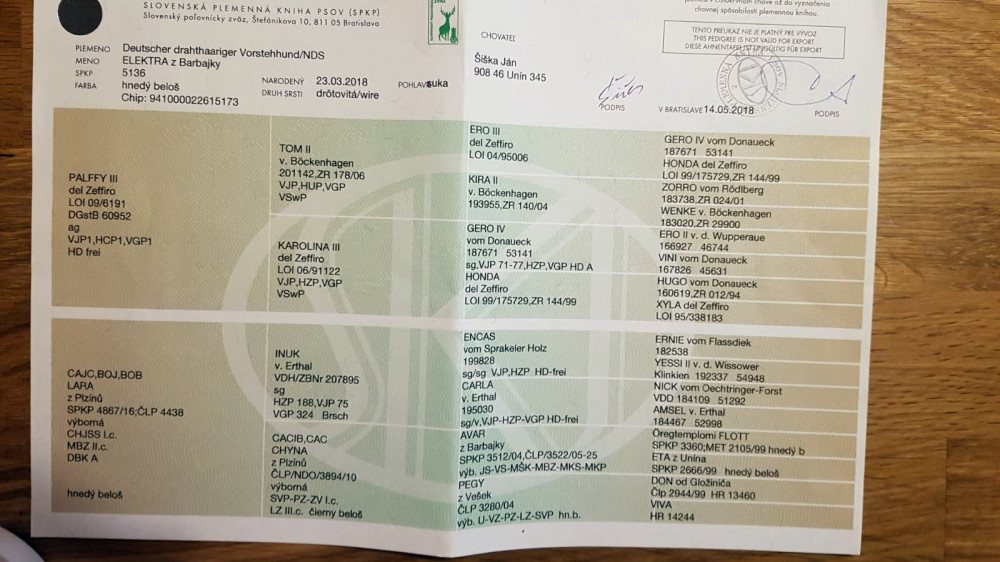 SLOVENSKÁ PLEMENNÁ KNIHA PSOV (SPKP)
Slovenský poľovnícky zväz, Štefánikova 10, 811 05 Bratislava
chovnej spôsobilosti plemennou knihou.
TENTO PREUKAZ NIE JE PLATNÝ PRE VÝVOZ
THIS PEDIGREE IS NOT VALID FOR EXPORT
DIESE AHNENTAFEL IST UNGÜLTIG FÜR EXPORT
PLEMENO Deutscher drahthaariger Vorstehhund/NDS
MENO ELEKTRA z Barbajky
SPKP 5136
FARBA hnedý beloš
Chip: 941000022615173
NARODENÝ 23.03.2018
DRUH SRSTI drôtovitá/wire
POHLAVIE suka
CHOVATEĽ
Šiška Ján
908 46 Unín 345
PODPIS
V BRATISLAVE 14.05.2018
PODPIS
PALFFY III
del Zeffiro
LOI 09/6191
DGstB 60952
ag
VJP1,HCP1,VGP1
HD frei
TOM II
v. Böckenhagen
201142,ZR 178/06
VJP,HUP,VGP
VSwP
KAROLINA III
del Zeffiro
LOI 06/91122
VJP,HZP,VGP
VSwP
ERO III
del Zeffiro
LOI 04/95006
KIRA II
v. Böckenhagen
193955,ZR 140/04
GERO IV
vom Donaueck
187671 53141
sg,VJP 71-77,HZP,VGP HD A
HONDA
del Zeffiro
LOI 99/175729,ZR 144/99
GERO IV vom Donaueck
187671 53141
HONDA del Zeffiro
LOI 99/175729,ZR 144/99
ZORRO vom Rödlberg
183738,ZR 024/01
WENKE v. Böckenhagen
183020,ZR 29900
ERO II v. d. Wupperaue
166927 46744
VINI vom Donaueck
167826 45631
HUGO vom Donaueck
160619,ZR 012/94
XYLA del Zeffiro
LOI 95/338183
CAJC,BOJ,BOB
LARA
z Plzinů
SPKP 4867/16;ČLP 4438
výborná
CHJSS I.c.
MBZ II.c.
DBK A
hnedý beloš
INUK
v. Erthal
VDH/ZBNr 207895
sg
HZP 188,VJP 75
VGP 324 Brsch
CACIB,CAC
CHYNA
z Plzinů
ČLP/NDO/3894/10
výborná
SVP-PZ-ZV I.c.
LZ III.c. čierny beloš
ENCAS
vom Sprakeler Holz
199828
sg/sg VJP,HZP HD-frei
CARLA
v. Erthal
195030
sg/v,VJP-HZP-VGP HD-frei
AVAR
z Barbajky
SPKP 3512/04,ČLP/3522/05-25
výb. JS-VS-MŠK-MBZ-MKS-MKP
PEGY
z Vešek
ČLP 3280/04
výb. U-VZ-PZ-LZ-SVP hn.b.
ERNIE vom Flassdiek
182538
YESSI II v. d. Wissower
Klinklen 192337 54948
NICK vom Oechtringer-Forst
VDD 184109 51292
AMSEL v. Erthal
184467 52998
Öregtemplomi FLOTT
SPKP 3360;MET 2105/99 hnedý b
ETA z Unína
SPKP 2666/99 hnedý beloš
DON od Gložiniča
Člp 2944/99 HR 13460
VIVA
HR 14244